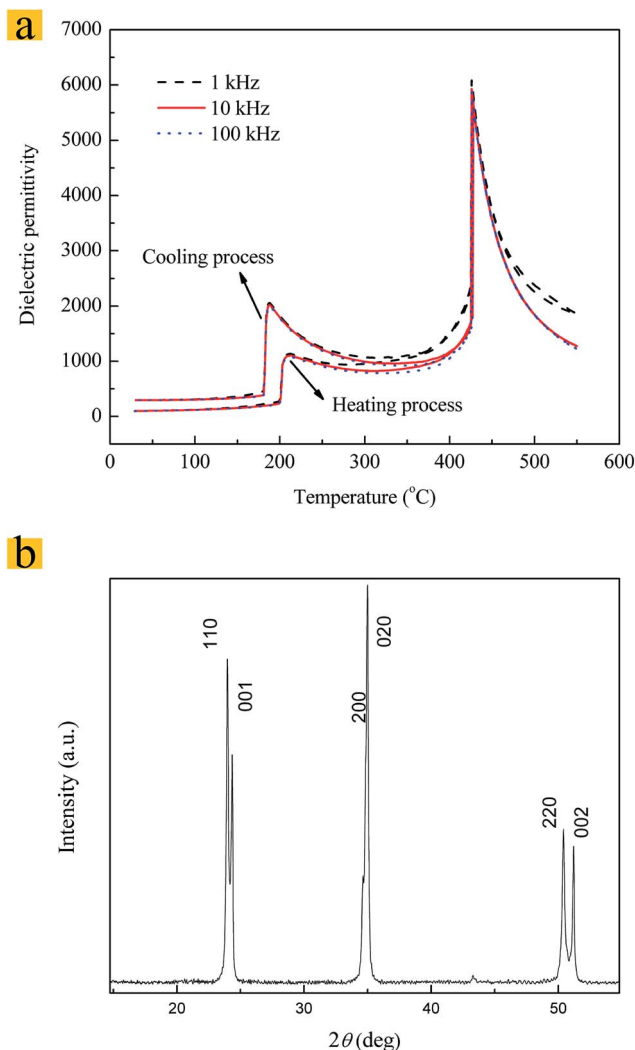 a
7000
6000
5000
4000
3000
2000
1000
0
Dielectric permittivity
1 kHz
10 kHz
100 kHz
Cooling process
Heating process
0 100 200 300 400 500 600
Temperature (°C)
b
110
001
200
020
220
002
Intensity (a.u.)
20 30 40 50
2θ (deg)